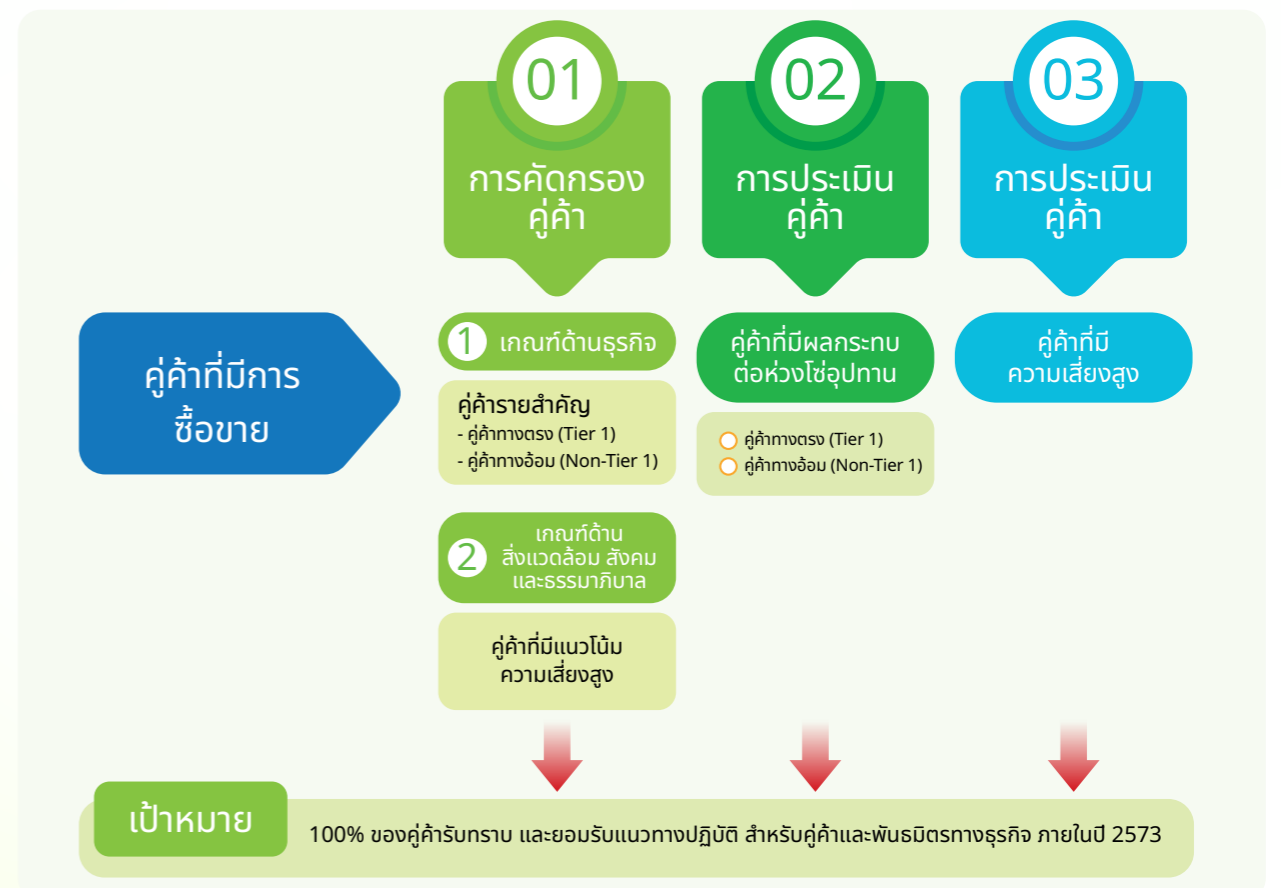 01
การคัดกรอง
คู่ค้า
02
การประเมิน
คู่ค้า
03
การประเมิน
คู่ค้า
คู่ค้าที่มีการ
ซื้อขาย
1 เกณฑ์ด้านธุรกิจ
คู่ค้ารายสำคัญ
- คู่ค้าทางตรง (Tier 1)
- คู่ค้าทางอ้อม (Non-Tier 1)
2 เกณฑ์ด้าน
สิ่งแวดล้อม สังคม
และธรรมาภิบาล
คู่ค้าที่มีแนวโน้ม
ความเสี่ยงสูง
คู่ค้าที่มีผลกระทบ
ต่อห่วงโซ่อุปทาน
คู่ค้าทางตรง (Tier 1)
คู่ค้าทางอ้อม (Non-Tier 1)
คู่ค้าที่มี
ความเสี่ยงสูง
เป้าหมาย
100% ของคู่ค้ารับทราบ และยอมรับแนวทางปฏิบัติ สำหรับคู่ค้าและพันธมิตรทางธุรกิจ ภายในปี 2573